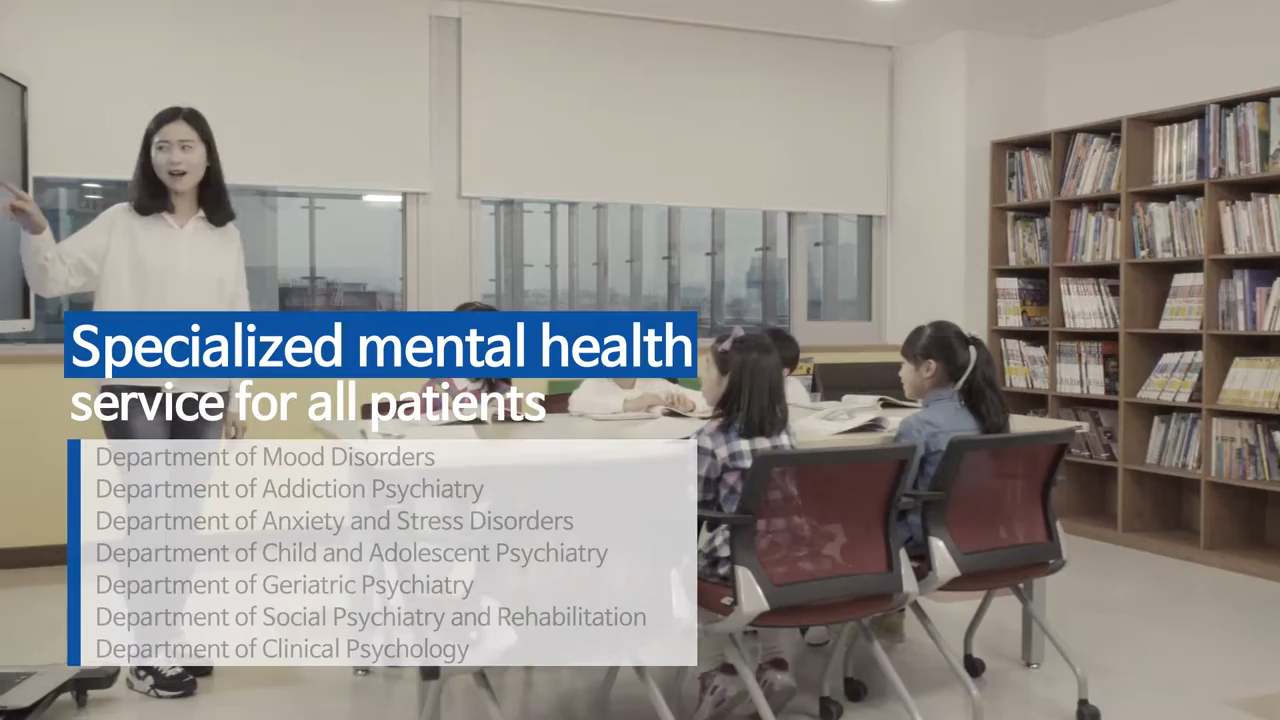 Specialized mental health
service for all patients
Department of Mood Disorders
Department of Addiction Psychiatry
Department of Anxiety and Stress Disorders
Department of Child and Adolescent Psychiatry
Department of Geriatric Psychiatry
Department of Social Psychiatry and Rehabilitation
Department of Clinical Psychology